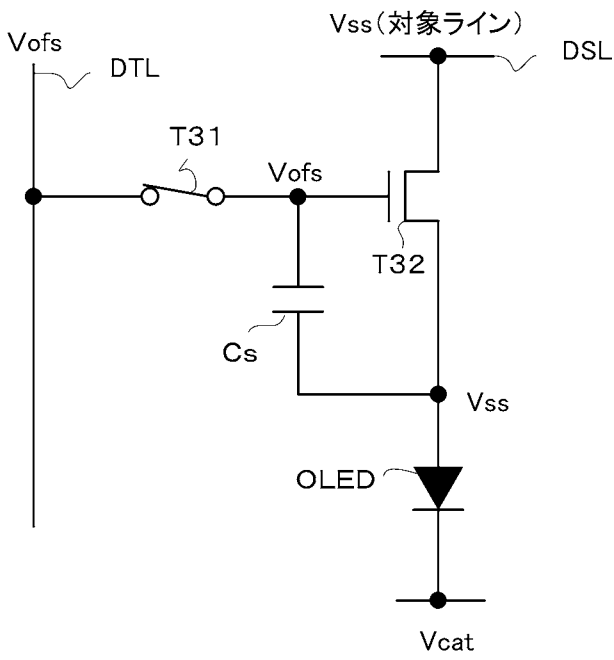 Vss(対象ライン)
Vofs
DTL
DSL
T31
Vofs
T32
Cs
Vss
OLED
Vcat